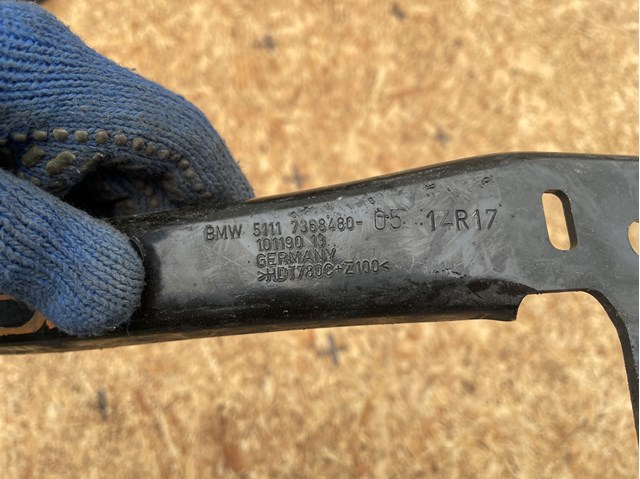 BMW 5111 7368480- 05 14R17
101190 13
GERMANY
>HDT780C+Z100<